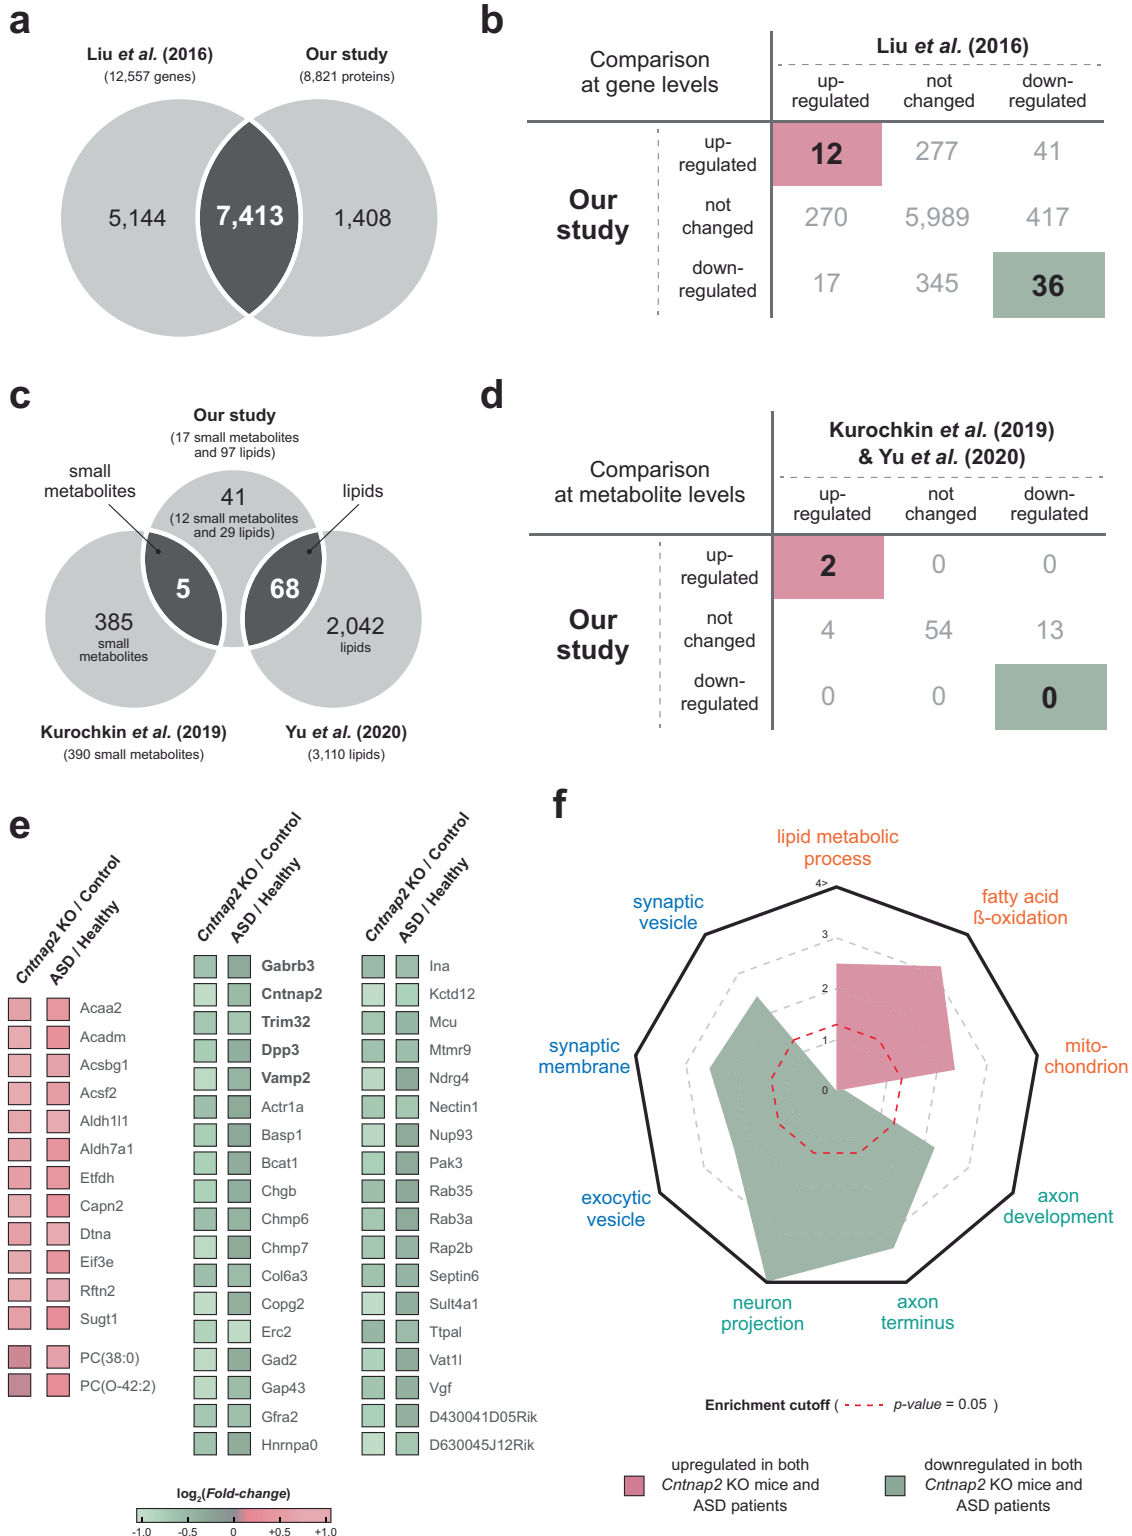 a
Liu et al. (2016)
(12,557 genes)
Our study
(8,821 proteins)
5,144
7,413
1,408
b
Comparison
at gene levels
Liu et al. (2016)
up-
regulated
not
changed
down-
regulated
Our
study
up-
regulated
12
277
41
not
changed
270
5,989
417
down-
regulated
17
345
36
c
Our study
(17 small metabolites
and 97 lipids)
small
metabolites
lipids
41
(12 small metabolites
and 29 lipids)
5
68
385
small
metabolites
2,042
lipids
Kurochkin et al. (2019)
(390 small metabolites)
Yu et al. (2020)
(3,110 lipids)
d
Comparison
at metabolite levels
Kurochkin et al. (2019)
& Yu et al. (2020)
up-
regulated
not
changed
down-
regulated
Our
study
up-
regulated
2
0
0
not
changed
4
54
13
down-
regulated
0
0
0
e
Cntnap2 KO / Control
ASD / Healthy
Acaa2
Acadm
Acsbg1
Acsf2
Aldh1l1
Aldh7a1
Etfdh
Capn2
Dtna
Eif3e
Rftn2
Sugt1
PC(38:0)
PC(O-42:2)
Cntnap2 KO / Control
ASD / Healthy
Gabrb3
Cntnap2
Trim32
Dpp3
Vamp2
Actr1a
Basp1
Bcat1
Chgb
Chmp6
Chmp7
Col6a3
Copg2
Erc2
Gad2
Gap43
Gfra2
Hnrnpa0
Cntnap2 KO / Control
ASD / Healthy
Ina
Kctd12
Mcu
Mtmr9
Ndrg4
Nectin1
Nup93
Pak3
Rab35
Rab3a
Rap2b
Septin6
Sult4a1
Ttpal
Vat1l
Vgf
D430041D05Rik
D630045J12Rik
log2(Fold-change)
-1.0
-0.5
0
+0.5
+1.0
f
lipid metabolic
process
fatty acid
ß-oxidation
mito-
chondrion
axon
development
axon
terminus
neuron
projection
exocytic
vesicle
synaptic
membrane
synaptic
vesicle
4>
3
2
1
0
Enrichment cutoff ( p-value = 0.05 )
upregulated in both
Cntnap2 KO mice and
ASD patients
downregulated in both
Cntnap2 KO mice and
ASD patients